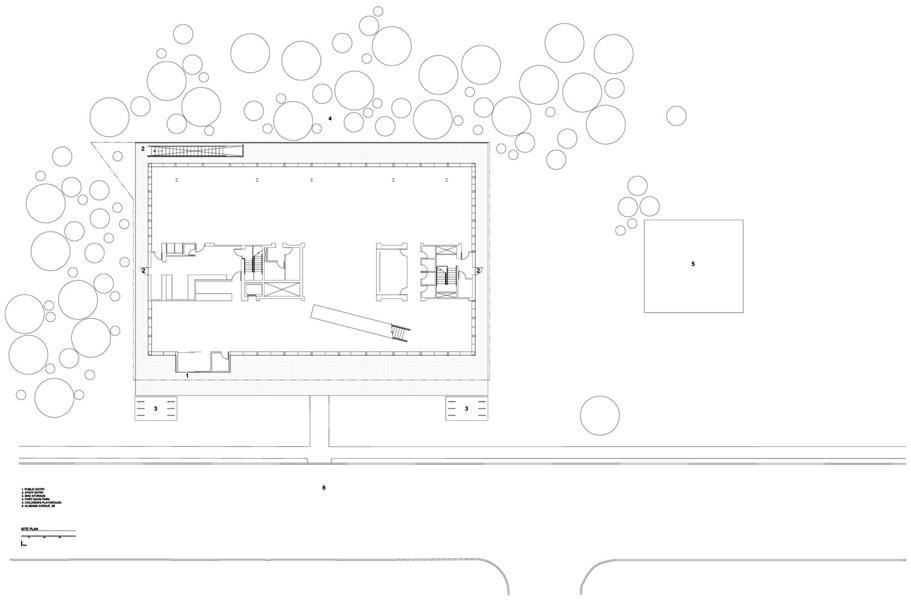 4
2
5
2
2
1
3
3
6
1. PUBLIC ENTRY
2. STAFF ENTRY
3. BIKE STORAGE
4. FORT DAVIS PARK
5. CHILDREN'S PLAYGROUND
6. ALABAMA AVENUE, SE
SITE PLAN